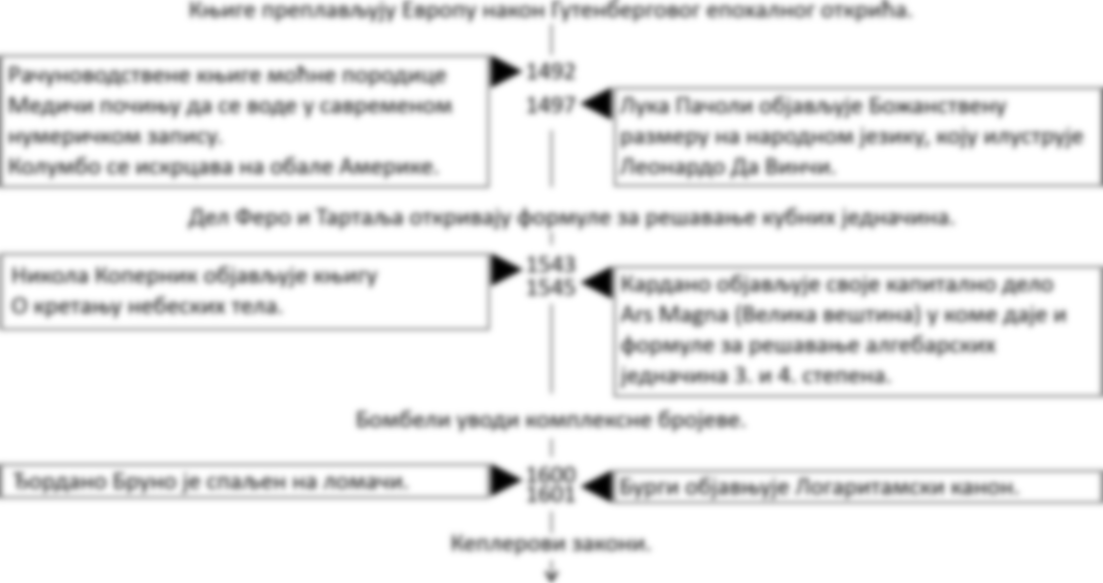 Књиге преплављују Европу након Гутенберговог епохалног открића.
1492
Рачуноводствене књиге моћне породице
Медичи почињу да се воде у савременом
нумеричком запису.
Колумбо се искрцава на обале Америке.
1497
Лука Пачоли објављује Божанствену
размеру на народном језику, коју илуструје
Леонардо Да Винчи.
Дел Феро и Тартаља откривају формуле за решавање кубних једначина.
1543
Никола Коперник објављује књигу
О кретању небеских тела.
1545
Кардано објављује своје капитално дело
Ars Magna (Велика вештина) у коме даје и
формуле за решавање алгебарских
једначина 3. и 4. степена.
Бомбели уводи комплексне бројеве.
1600
Ђордано Бруно је спаљен на ломачи.
1601
Бурги објавњује Логаритамски канон.
Кеплерови закони.